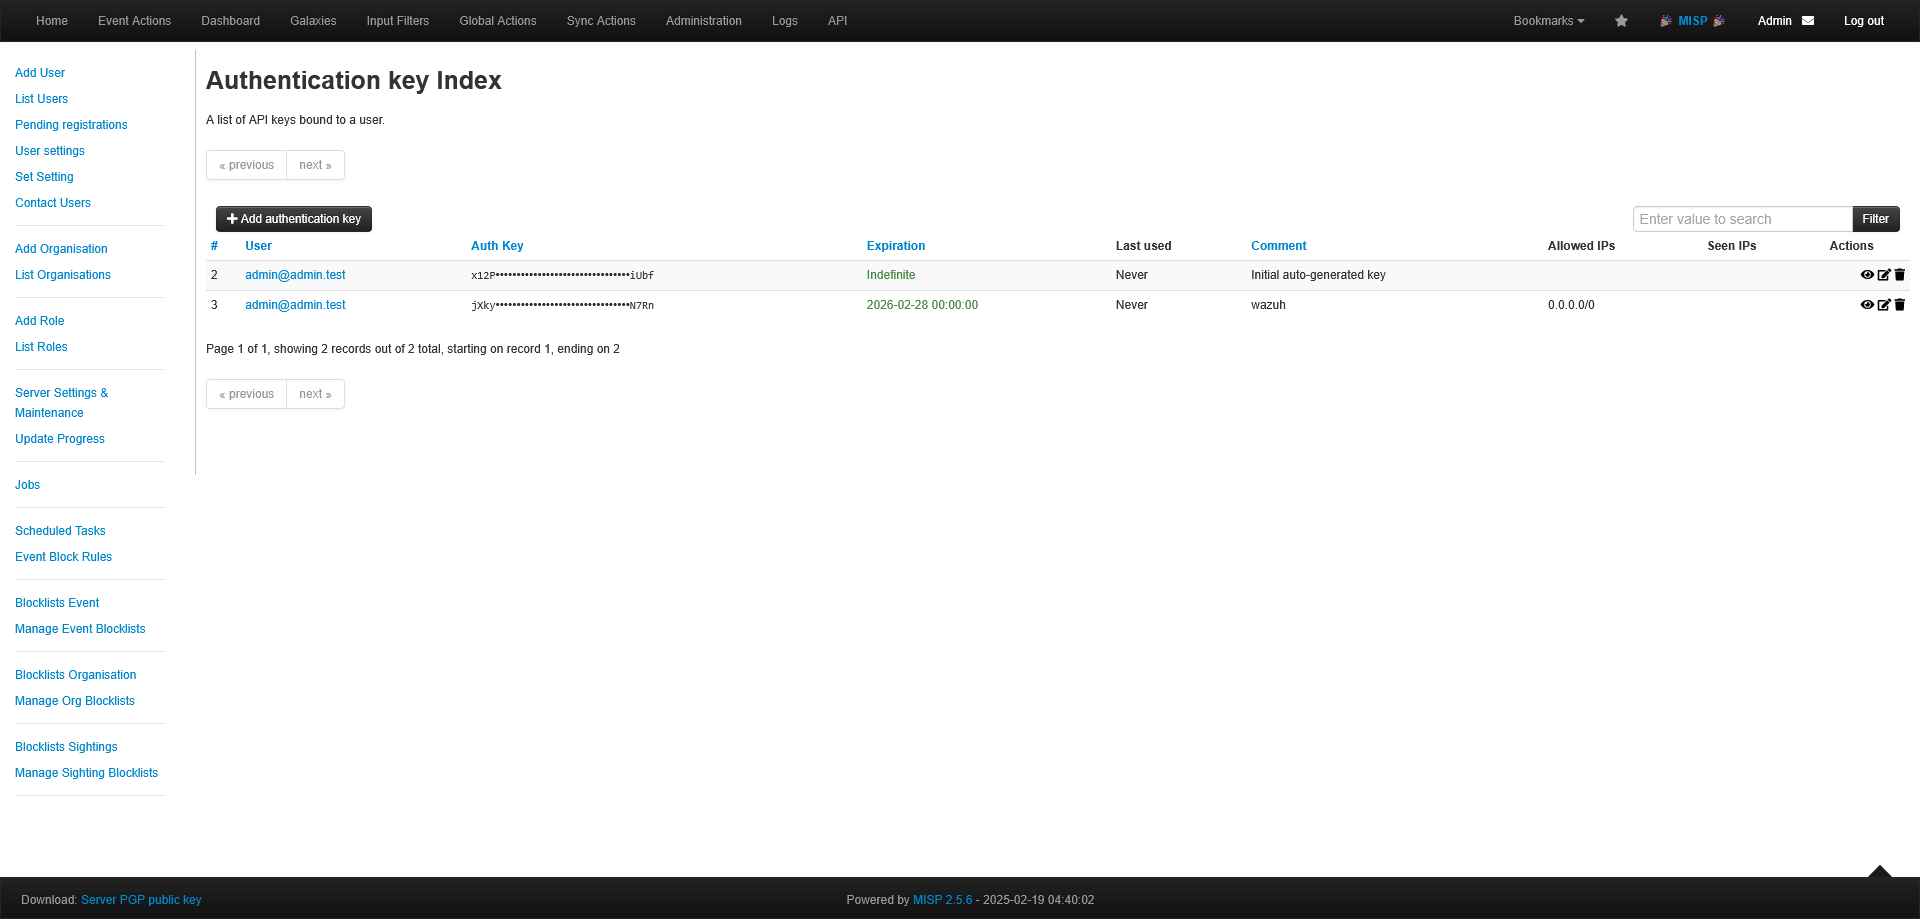 Home Event Actions Dashboard Galaxies Input Filters Global Actions Sync Actions Administration Logs API Bookmarks MISP Admin Log out
Add User
List Users
Pending registrations
User settings
Set Setting
Contact Users
Add Organisation
List Organisations
Add Role
List Roles
Server Settings &
Maintenance
Update Progress
Jobs
Scheduled Tasks
Event Block Rules
Blocklists Event
Manage Event Blocklists
Blocklists Organisation
Manage Org Blocklists
Blocklists Sightings
Manage Sighting Blocklists
Authentication key Index
A list of API keys bound to a user.
« previous next »
Add authentication key Enter value to search Filter
# User Auth Key Expiration Last used Comment Allowed IPs Seen IPs Actions
2 admin@admin.test x12P••••••••••••••••••••••••••••••••iUbf Indefinite Never Initial auto-generated key
3 admin@admin.test jXky••••••••••••••••••••••••••••••••N7Rn 2026-02-28 00:00:00 Never wazuh 0.0.0.0/0
Page 1 of 1, showing 2 records out of 2 total, starting on record 1, ending on 2
« previous next »
Download: Server PGP public key Powered by MISP 2.5.6 - 2025-02-19 04:40:02